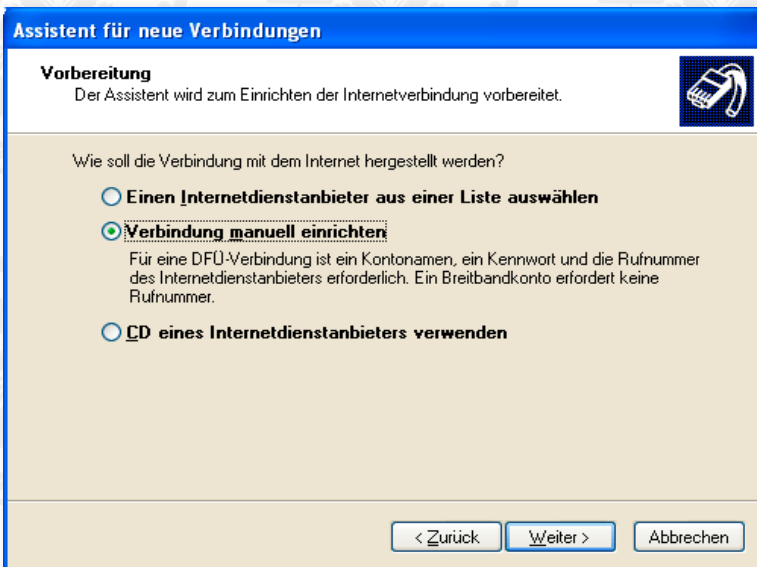 Assistent für neue Verbindungen
Vorbereitung
Der Assistent wird zum Einrichten der Internetverbindung vorbereitet.
Wie soll die Verbindung mit dem Internet hergestellt werden?
Einen Internetdienstanbieter aus einer Liste auswählen
Verbindung manuell einrichten
Für eine DFÜ-Verbindung ist ein Kontonamen, ein Kennwort und die Rufnummer
des Internetdienstanbieters erforderlich. Ein Breitbandkonto erfordert keine
Rufnummer.
CD eines Internetdienstanbieters verwenden
< Zurück Weiter > Abbrechen